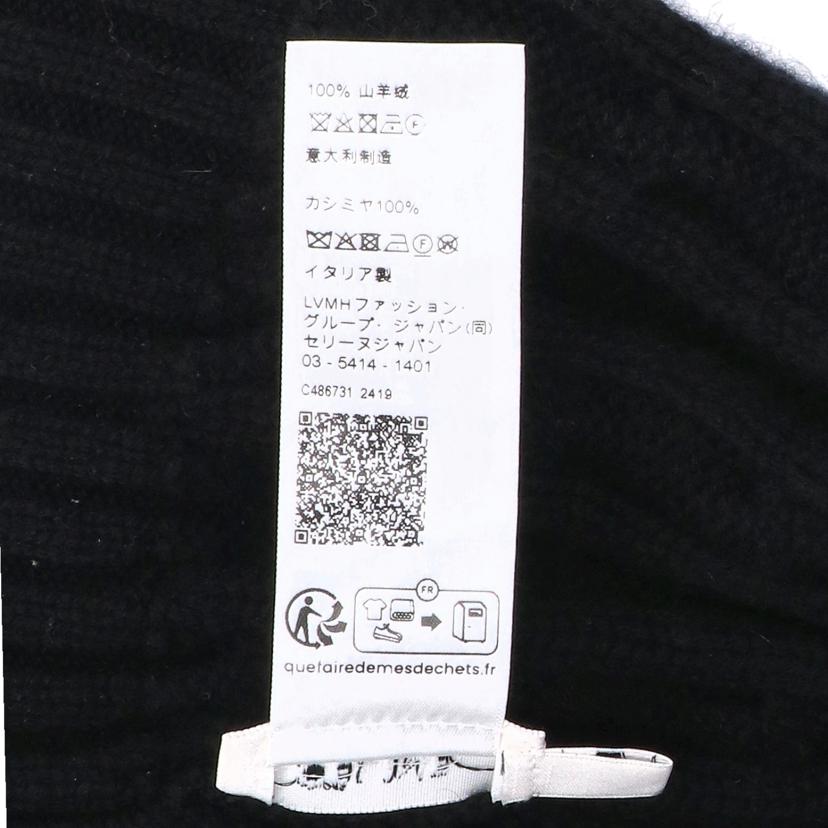 100% 山羊绒
F
意大利制造
カシミヤ100%
F W
イタリア製
LVMHファッション・
グループ・ジャパン(同)
セリーヌジャパン
03 - 5414 - 1401
C486731 2419
FR
quefairedemesdechets.fr